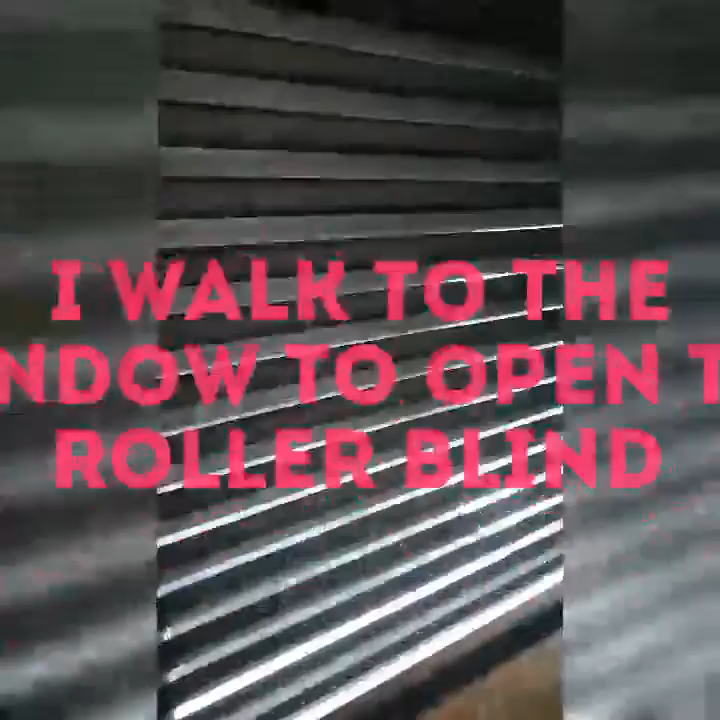 I WALK TO THE
NDOW TO OPEN T
ROLLER BLIND